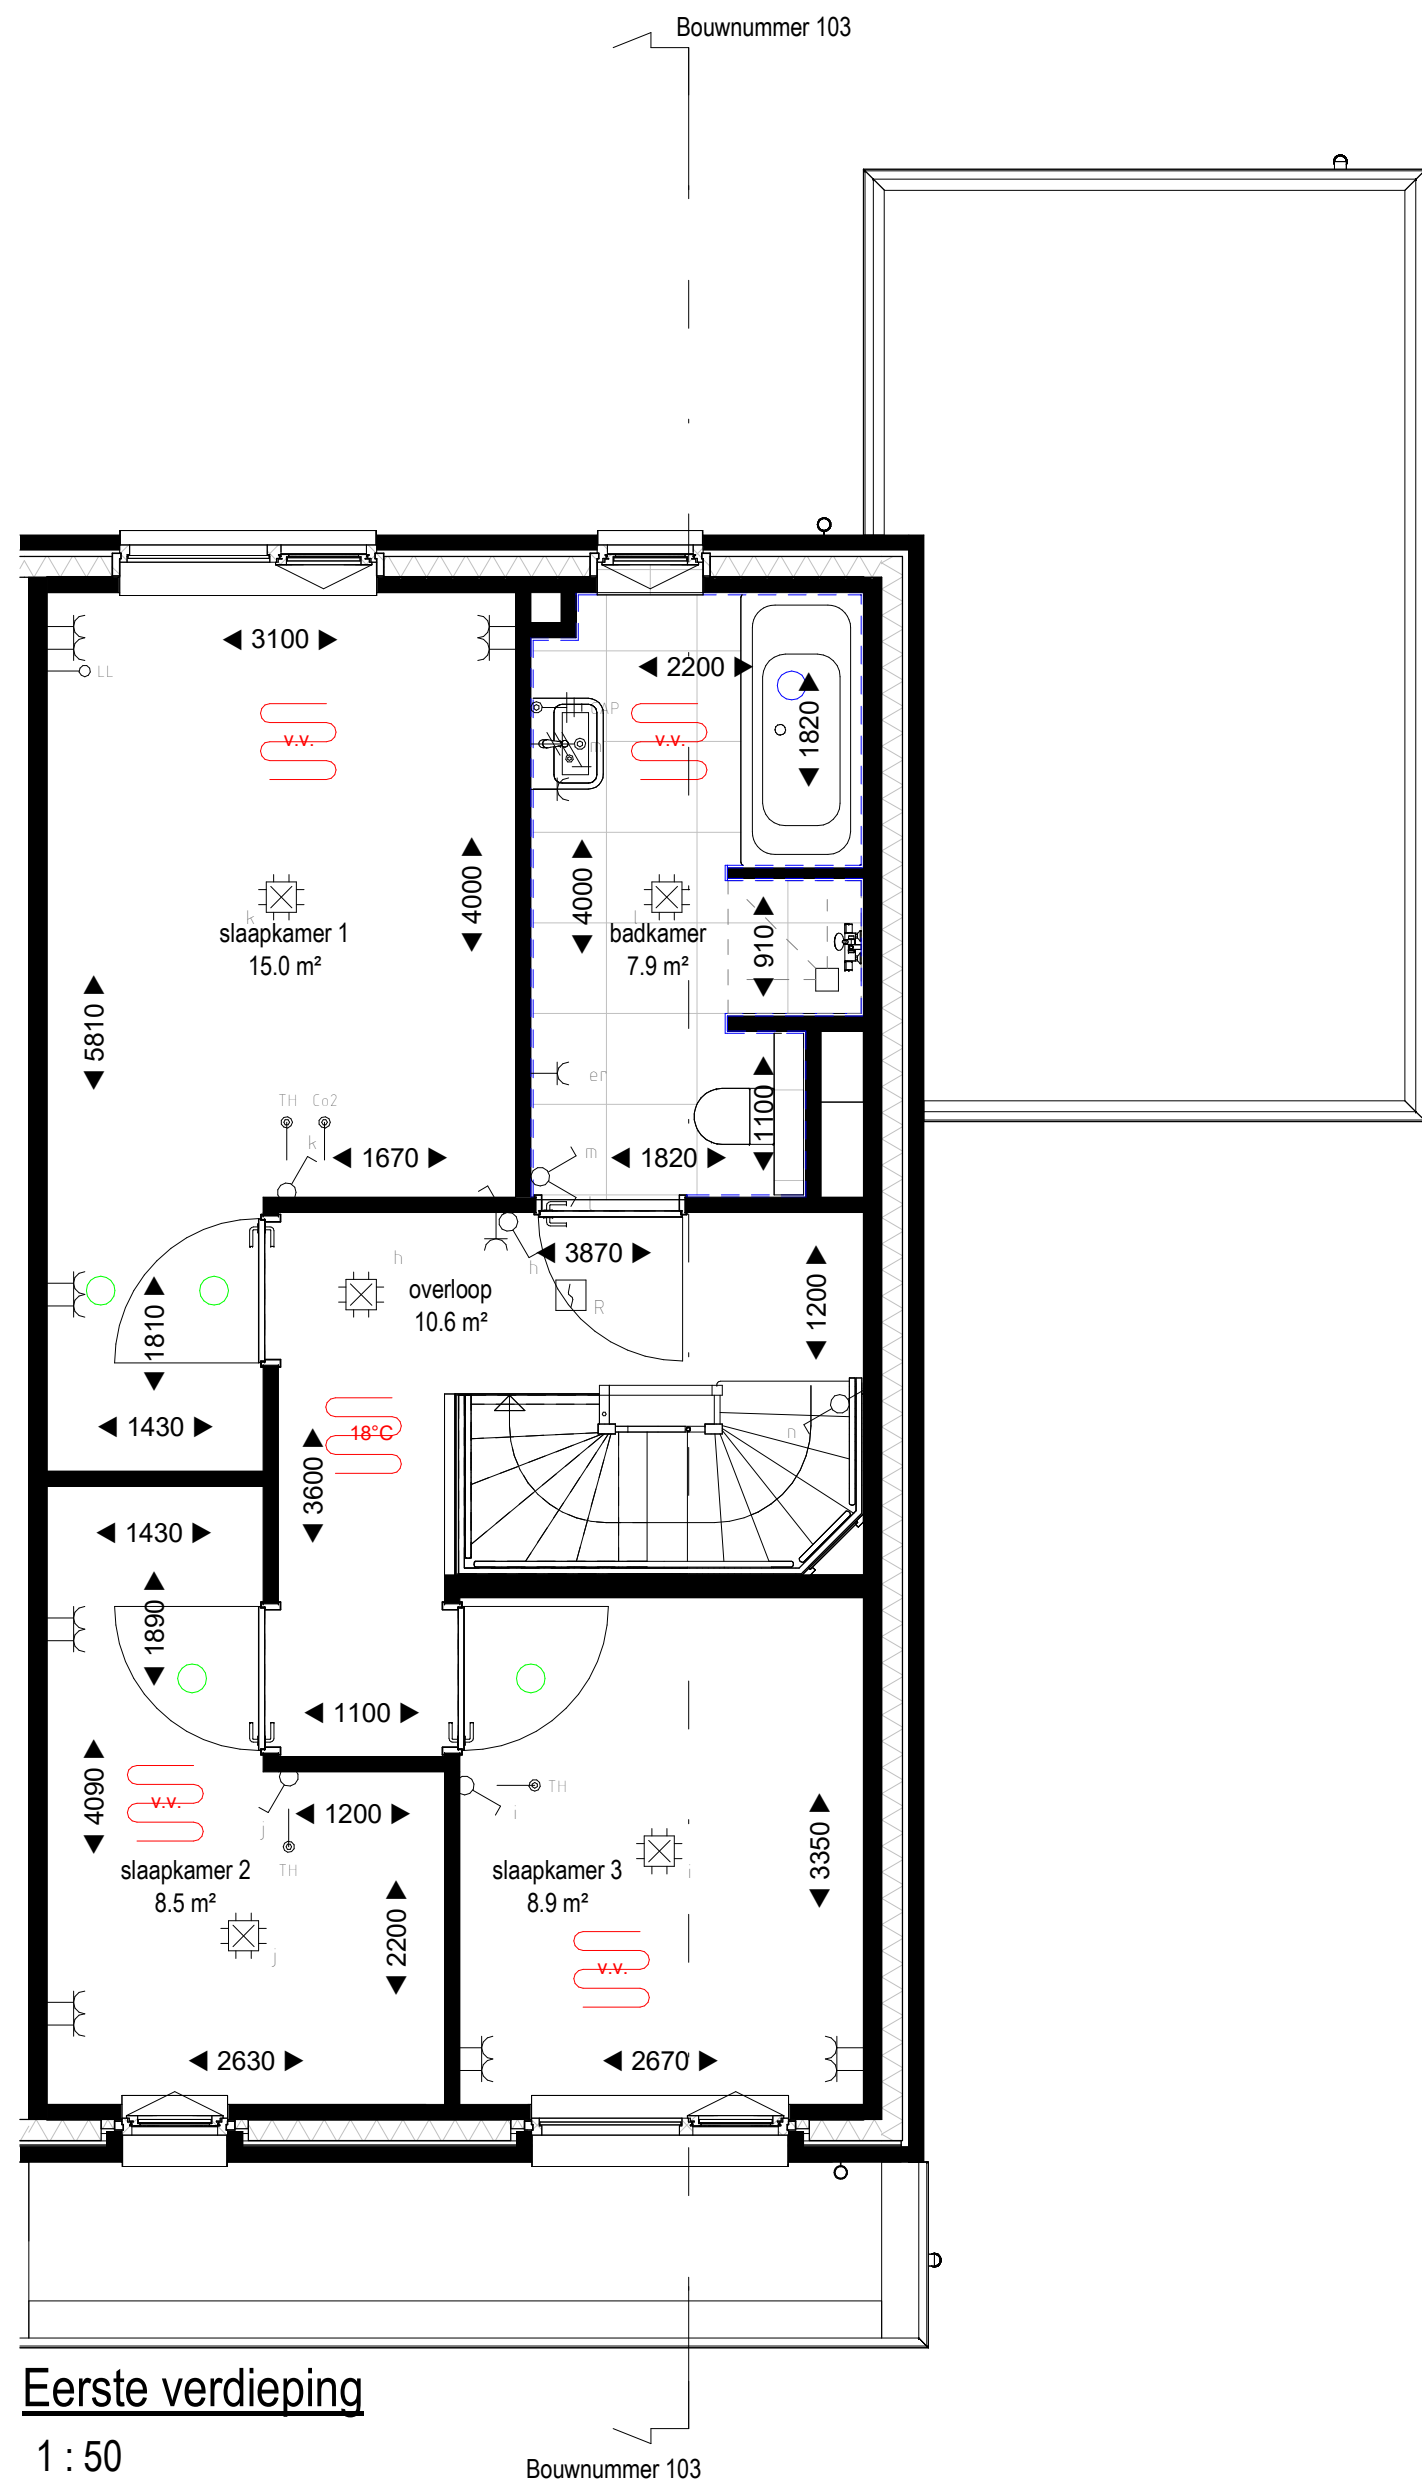 Bouwnummer 103
3100
2200
LL
AP
m
v.v.
v.v.
1820
4000
4000
k
slaapkamer 1
15.0 m²
l
badkamer
7.9 m²
910
5810
er
TH
Co2
k
1670
m
1820
1100
l
h
h
3870
overloop
10.6 m²
R
1200
1810
1430
18°C
3600
n
1430
1890
1100
4090
v.v.
1200
j
TH
TH
i
slaapkamer 2
8.5 m²
slaapkamer 3
8.9 m²
i
3350
j
2200
v.v.
2630
2670
Eerste verdieping
1 : 50
Bouwnummer 103